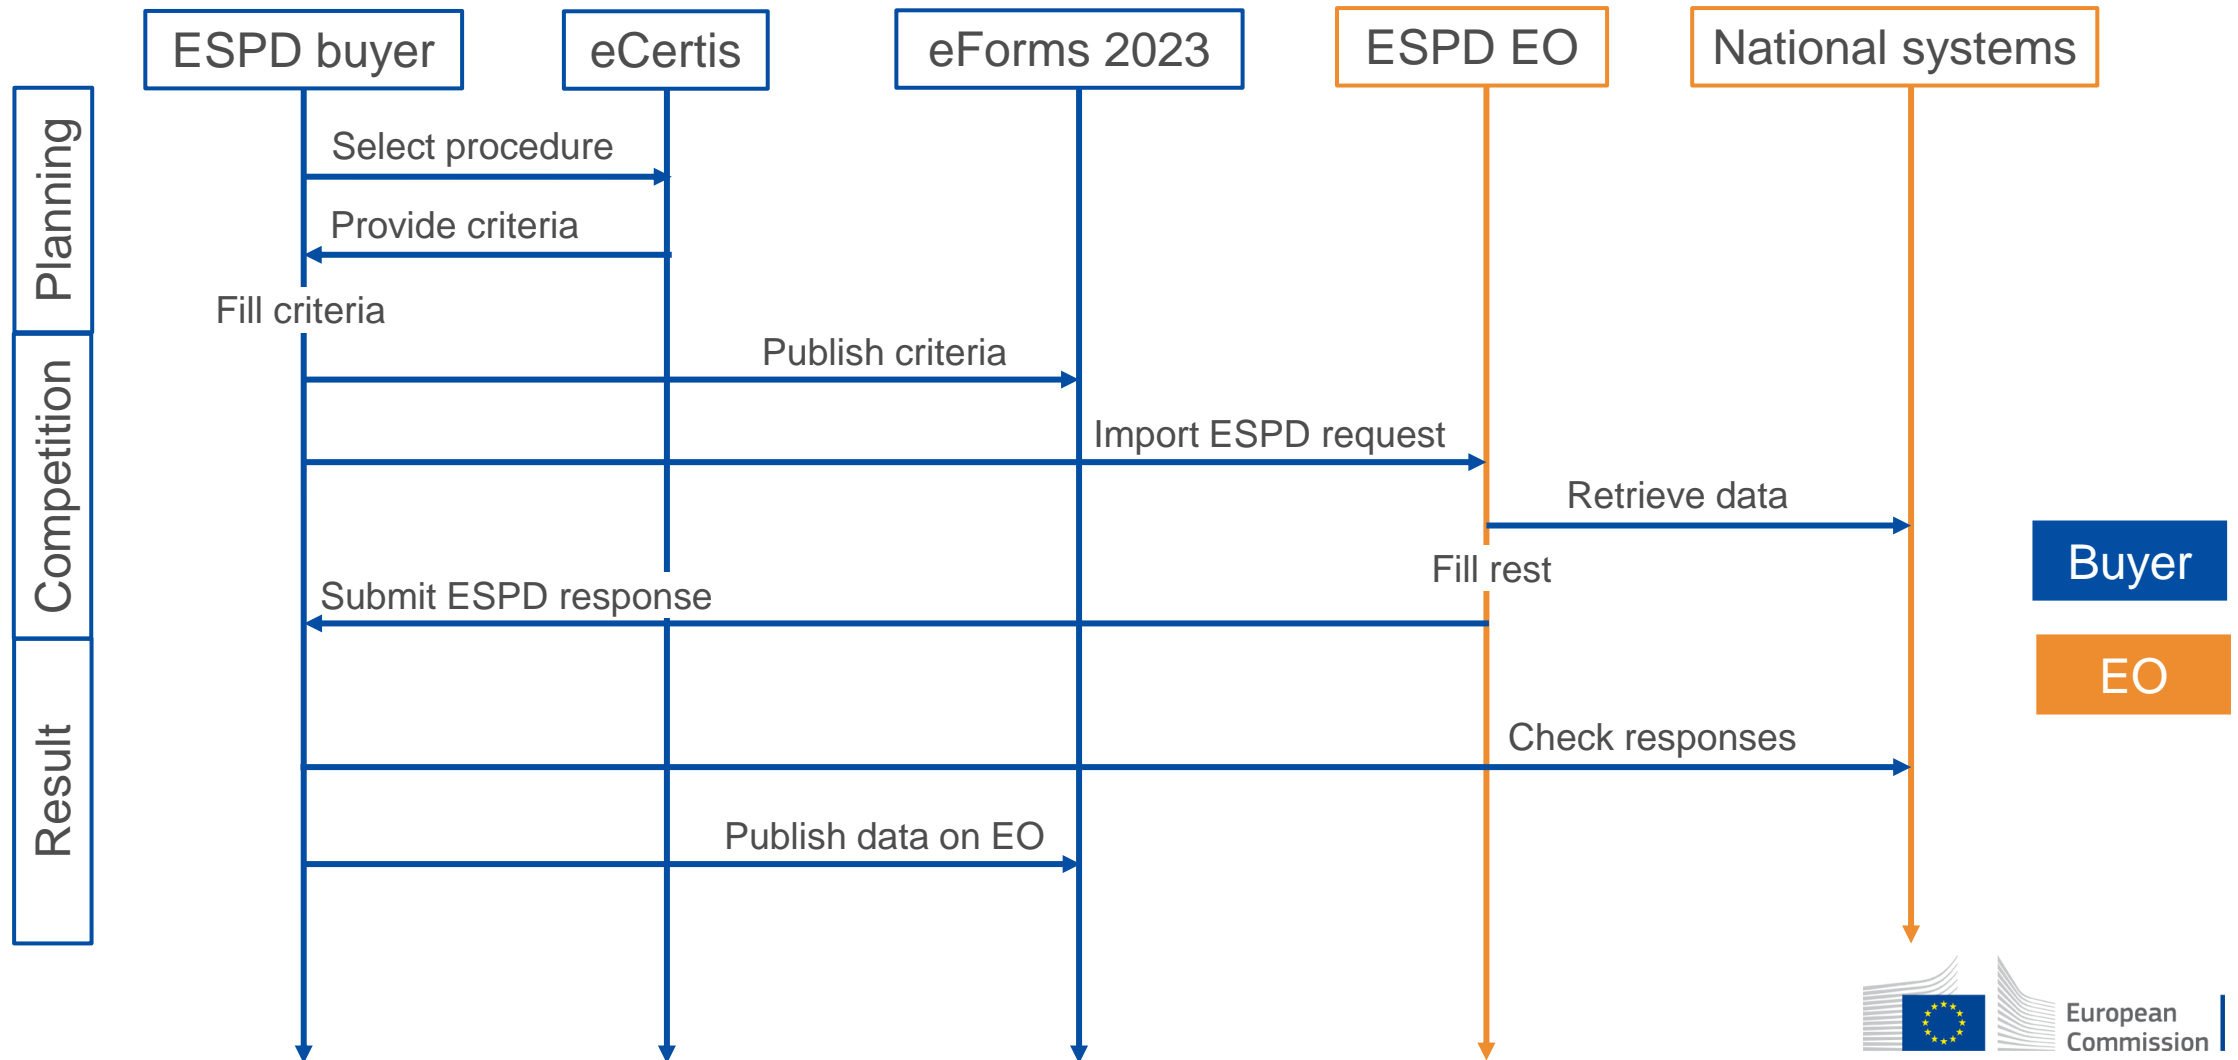 ESPD buyer
eCertis
eForms 2023
ESPD EO
National systems
Planning
Select procedure
Provide criteria
Fill criteria
Competition
Publish criteria
Import ESPD request
Retrieve data
Fill rest
Submit ESPD response
Buyer
EO
Result
Check responses
Publish data on EO
European
Commission